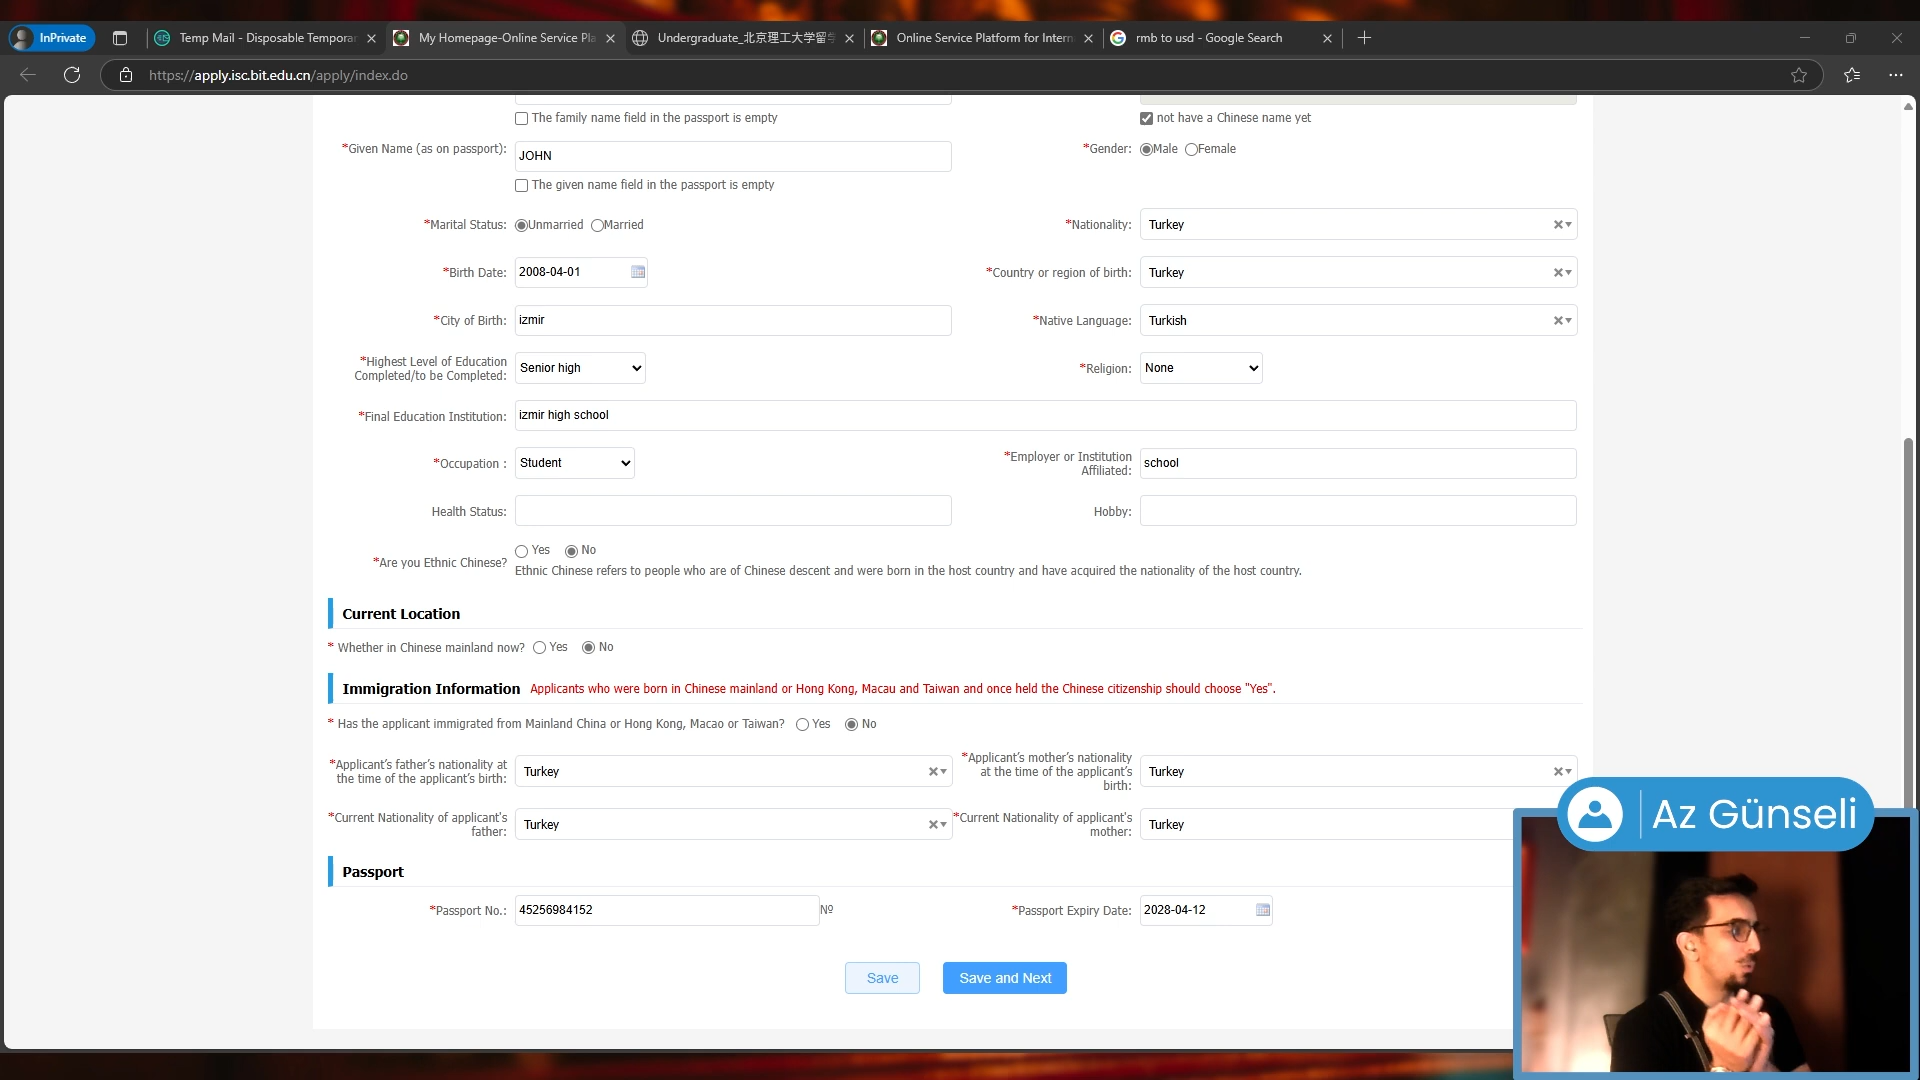 InPrivate
Temp Mail - Disposable Temporar
My Homepage-Online Service Pla
Undergraduate_北京理工大学留学
Online Service Platform for Intern
rmb to usd - Google Search
https://apply.isc.bit.edu.cn/apply/index.do
The family name field in the passport is empty
not have a Chinese name yet
*Given Name (as on passport): JOHN
*Gender: Male Female
The given name field in the passport is empty
*Marital Status: Unmarried Married
*Nationality: Turkey
*Birth Date: 2008-04-01
*Country or region of birth: Turkey
*City of Birth: izmir
*Native Language: Turkish
*Highest Level of Education
Completed/to be Completed: Senior high
*Religion: None
*Final Education Institution: izmir high school
*Occupation : Student
*Employer or Institution
Affiliated: school
Health Status:
Hobby:
*Are you Ethnic Chinese? Yes No
Ethnic Chinese refers to people who are of Chinese descent and were born in the host country and have acquired the nationality of the host country.
Current Location
* Whether in Chinese mainland now? Yes No
Immigration Information Applicants who were born in Chinese mainland or Hong Kong, Macau and Taiwan and once held the Chinese citizenship should choose "Yes".
* Has the applicant immigrated from Mainland China or Hong Kong, Macao or Taiwan? Yes No
*Applicant's father's nationality at
the time of the applicant's birth: Turkey
*Applicant's mother's nationality
at the time of the applicant's
birth: Turkey
*Current Nationality of applicant's
father: Turkey
*Current Nationality of applicant's
mother: Turkey
Az Günseli
Passport
*Passport No.: 45256984152 №
*Passport Expiry Date: 2028-04-12
Save
Save and Next